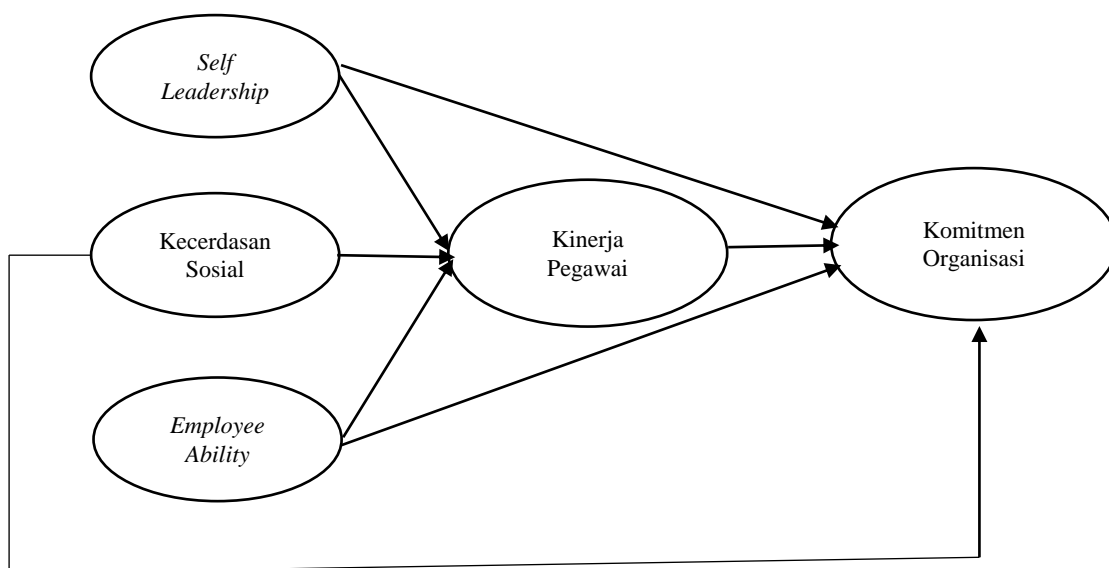 Self
Leadership
Kecerdasan
Sosial
Kinerja
Pegawai
Komitmen
Organisasi
Employee
Ability